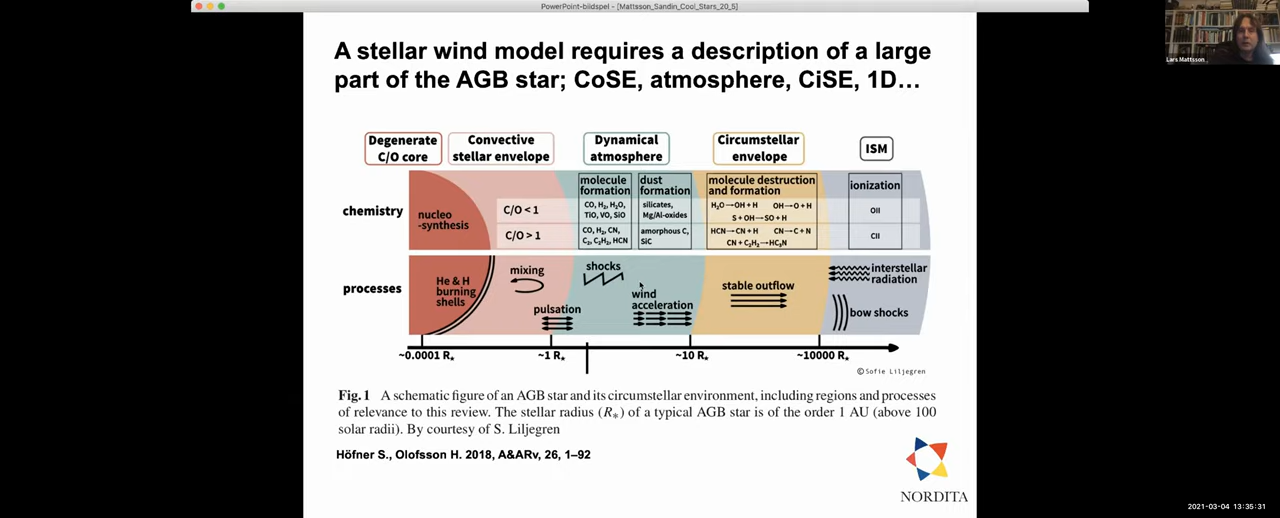 PowerPoint-bildspel - [Mattsson_Sandin_Cool_Stars_20_5]
Lars Mattsson
A stellar wind model requires a description of a large
part of the AGB star; CoSE, atmosphere, CiSE, 1D…
Degenerate
C/O core
Convective
stellar envelope
Dynamical
atmosphere
Circumstellar
envelope
ISM
chemistry
nucleo
-synthesis
C/O < 1
C/O > 1
molecule
formation
CO, H₂, H₂O,
TiO, VO, SiO
CO, H₂, CN,
C₂, C₂H₂, HCN
dust
formation
silicates,
Mg/Al-oxides
amorphous C,
SiC
molecule destruction
and formation
H₂O→OH + H OH→O + H
S + OH→SO + H
HCN→CN + H CN→C + N
CN + C₂H₂→HC₃N
ionization
OII
CII
processes
He & H
burning
shells
mixing
pulsation
shocks
wind
acceleration
stable outflow
interstellar
radiation
bow shocks
~0.0001 R⋆ ~1 R⋆ ~10 R⋆ ~10000 R⋆
©Sofie Liljegren
Fig. 1 A schematic figure of an AGB star and its circumstellar environment, including regions and processes
of relevance to this review. The stellar radius (R∗) of a typical AGB star is of the order 1 AU (above 100
solar radii). By courtesy of S. Liljegren
Höfner S., Olofsson H. 2018, A&ARv, 26, 1–92
NORDITA
2021-03-04 13:35:31